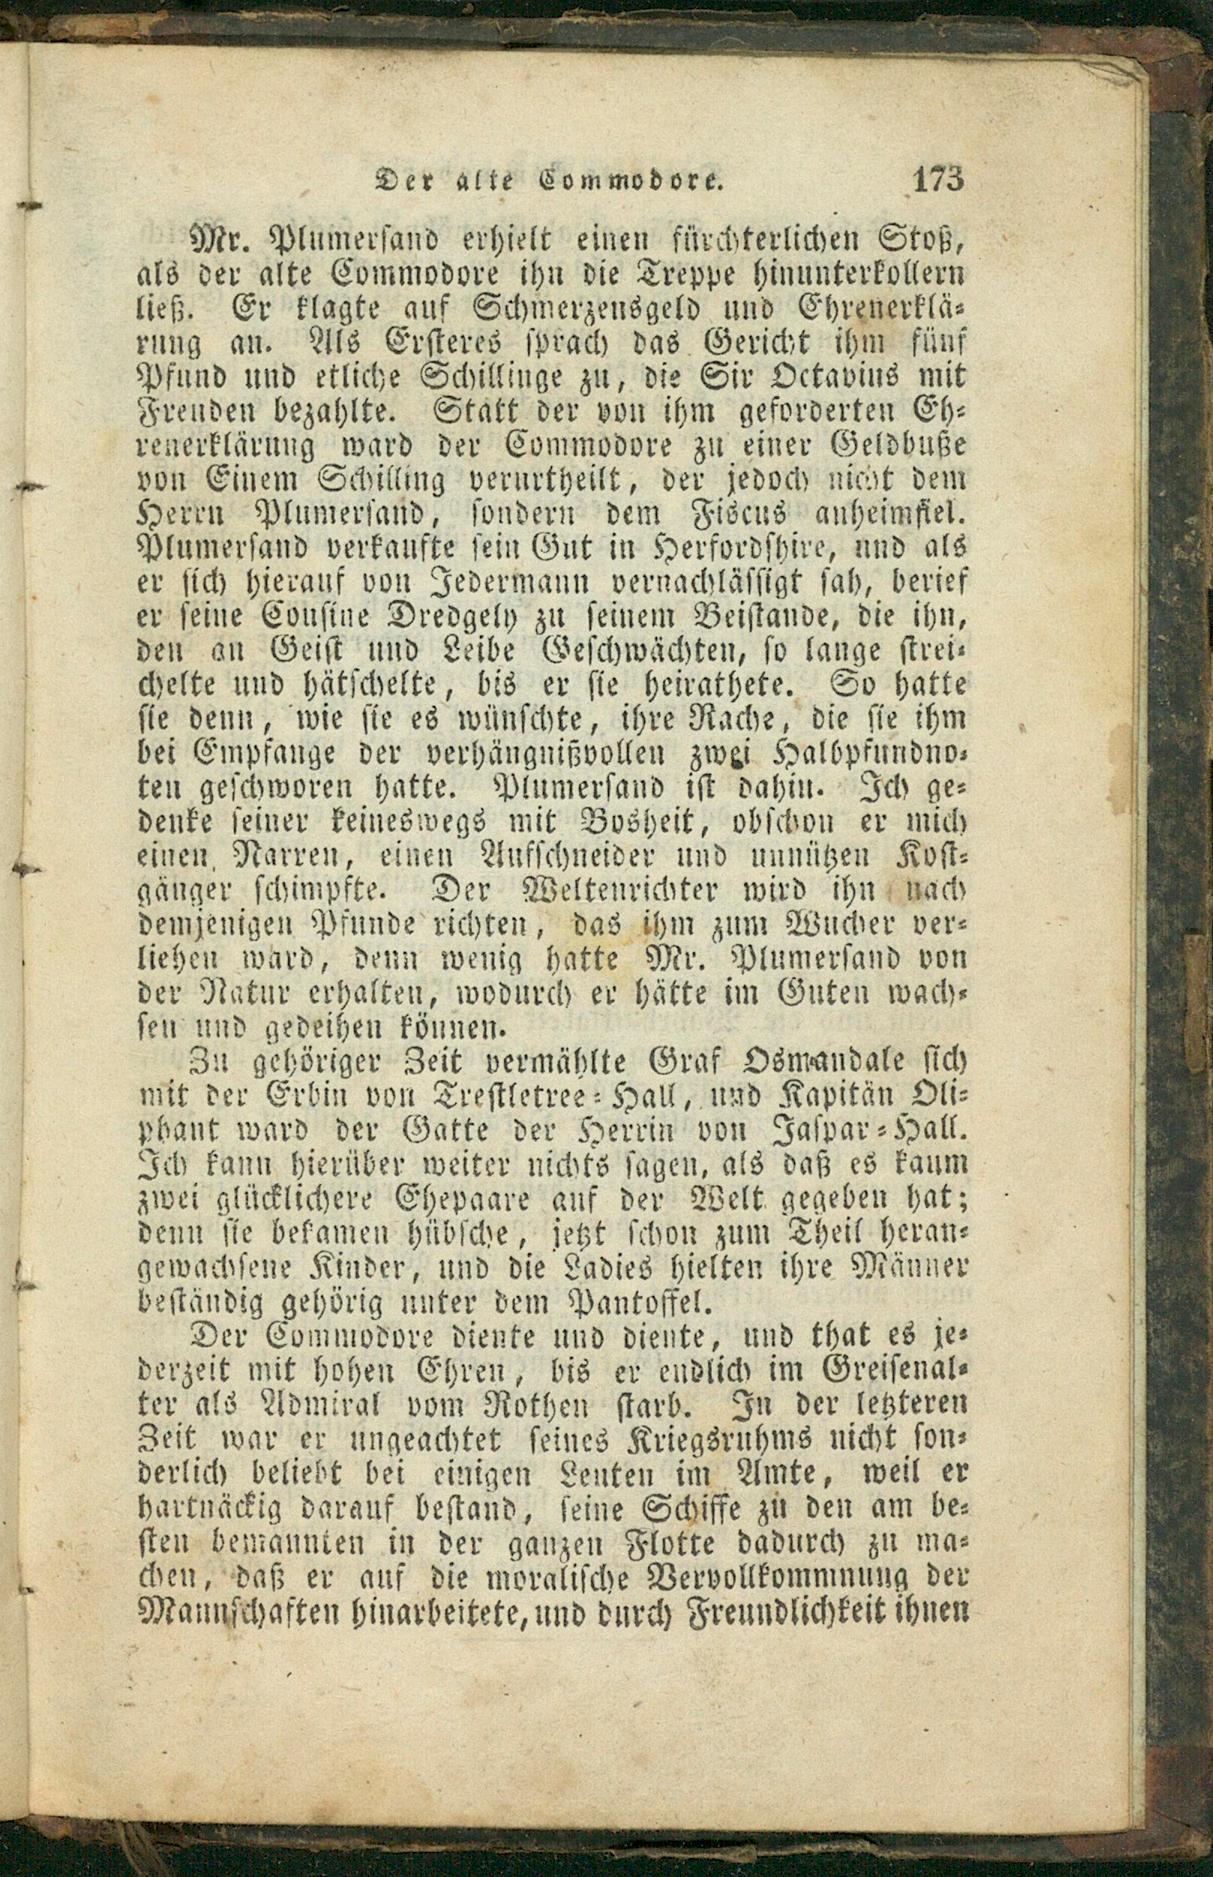 Der alte Commodore. 173
Mr. Plumersand erhielt einen fürchterlichen Stoß,
als der alte Commodore ihn die Treppe hinunterkollern
ließ. Er klagte auf Schmerzensgeld und Ehrenerklä-
rung an. Als Ersteres sprach das Gericht ihm fünf
Pfund und etliche Schillinge zu, die Sir Octavius mit
Freuden bezahlte. Statt der von ihm geforderten Eh-
renerklärung ward der Commodore zu einer Geldbuße
von Einem Schilling verurtheilt, der jedoch nicht dem
Herrn Plumersand, sondern dem Fiscus anheimfiel.
Plumersand verkaufte sein Gut in Herfordshire, und als
er sich hierauf von Jedermann vernachlässigt sah, berief
er seine Cousine Dredgely zu seinem Beistande, die ihn,
den an Geist und Leibe Geschwächten, so lange strei-
chelte und hätschelte, bis er sie heirathete. So hatte
sie denn, wie sie es wünschte, ihre Rache, die sie ihm
bei Empfange der verhängnißvollen zwei Halbpfundno-
ten geschworen hatte. Plumersand ist dahin. Ich ge-
denke seiner keineswegs mit Bosheit, obschon er mich
einen Narren, einen Aufschneider und unnützen Kost-
gänger schimpfte. Der Weltenrichter wird ihn nach
demjenigen Pfunde richten, das ihm zum Wucher ver-
liehen ward, denn wenig hatte Mr. Plumersand von
der Natur erhalten, wodurch er hätte im Guten wach-
sen und gedeihen können.
Zu gehöriger Zeit vermählte Graf Osmandale sich
mit der Erbin von Trestletree-Hall, und Kapitän Oli-
phant ward der Gatte der Herrin von Jaspar-Hall.
Ich kann hierüber weiter nichts sagen, als daß es kaum
zwei glücklichere Ehepaare auf der Welt gegeben hat;
denn sie bekamen hübsche, jetzt schon zum Theil heran-
gewachsene Kinder, und die Ladies hielten ihre Männer
beständig gehörig unter dem Pantoffel.
Der Commodore diente und diente, und that es je-
derzeit mit hohen Ehren, bis er endlich im Greisenal-
ter als Admiral vom Rothen starb. In der letzteren
Zeit war er ungeachtet seines Kriegsruhms nicht son-
derlich beliebt bei einigen Leuten im Amte, weil er
hartnäckig darauf bestand, seine Schiffe zu den am be-
sten bemannten in der ganzen Flotte dadurch zu ma-
chen, daß er auf die moralische Vervollkommnung der
Mannschaften hinarbeitete, und durch Freundlichkeit ihnen